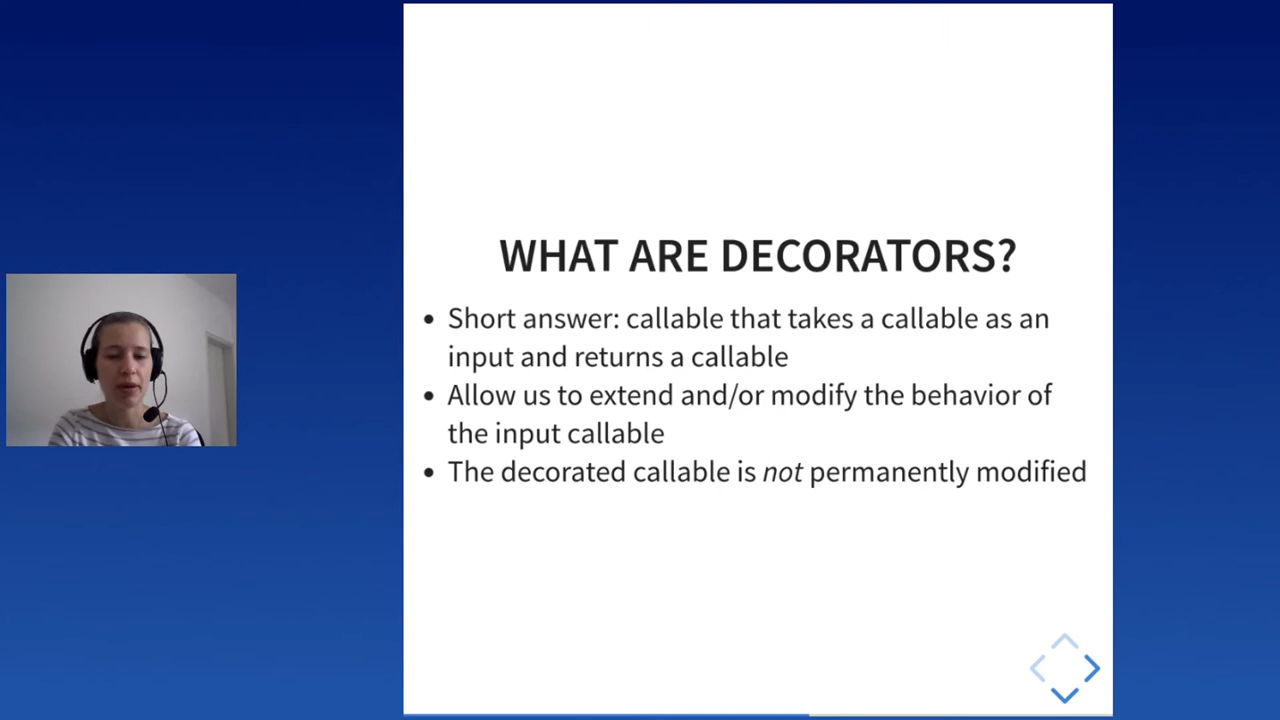 WHAT ARE DECORATORS?
• Short answer: callable that takes a callable as an
input and returns a callable
• Allow us to extend and/or modify the behavior of
the input callable
• The decorated callable is not permanently modified